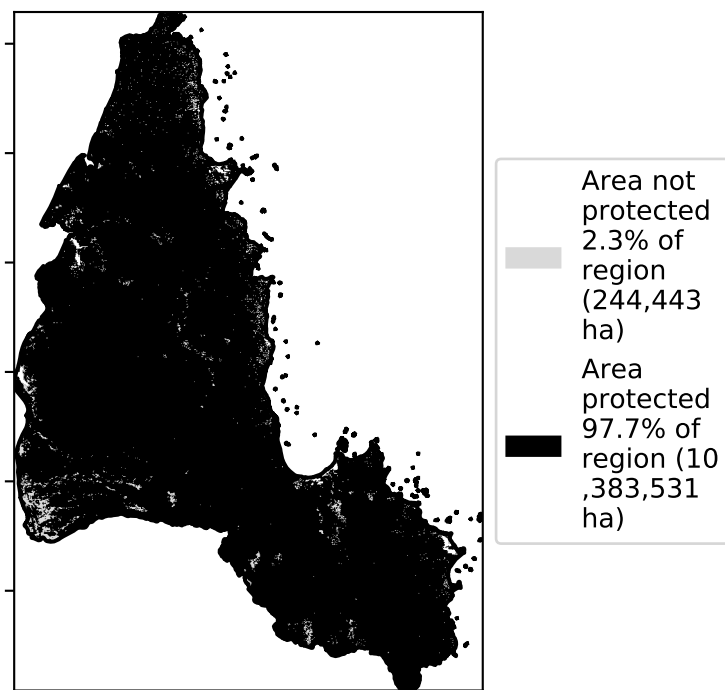 Area not
protected
2.3% of
region
(244,443
ha)
Area
protected
97.7% of
region (10
,383,531
ha)